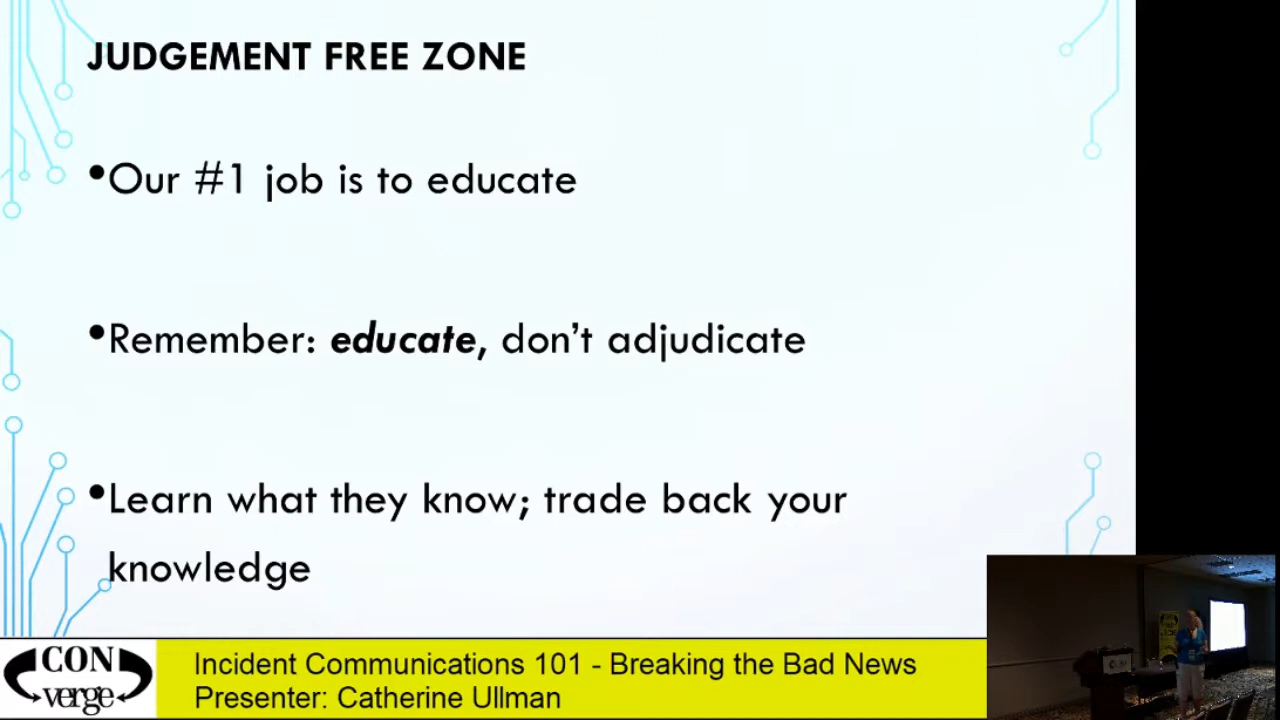 JUDGEMENT FREE ZONE
•Our #1 job is to educate
•Remember: educate, don’t adjudicate
•Learn what they know; trade back your
knowledge
CON
verge
Incident Communications 101 - Breaking the Bad News
Presenter: Catherine Ullman